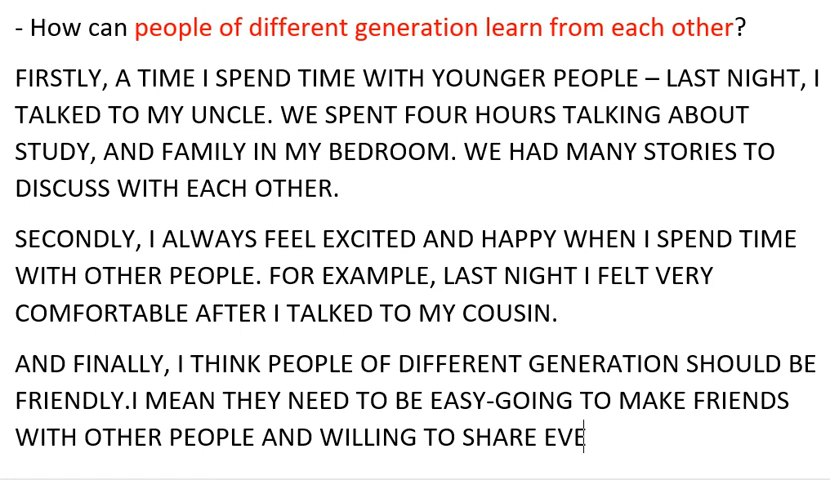 - How can people of different generation learn from each other?
FIRSTLY, A TIME I SPEND TIME WITH YOUNGER PEOPLE – LAST NIGHT, I
TALKED TO MY UNCLE. WE SPENT FOUR HOURS TALKING ABOUT
STUDY, AND FAMILY IN MY BEDROOM. WE HAD MANY STORIES TO
DISCUSS WITH EACH OTHER.
SECONDLY, I ALWAYS FEEL EXCITED AND HAPPY WHEN I SPEND TIME
WITH OTHER PEOPLE. FOR EXAMPLE, LAST NIGHT I FELT VERY
COMFORTABLE AFTER I TALKED TO MY COUSIN.
AND FINALLY, I THINK PEOPLE OF DIFFERENT GENERATION SHOULD BE
FRIENDLY.I MEAN THEY NEED TO BE EASY-GOING TO MAKE FRIENDS
WITH OTHER PEOPLE AND WILLING TO SHARE EVE